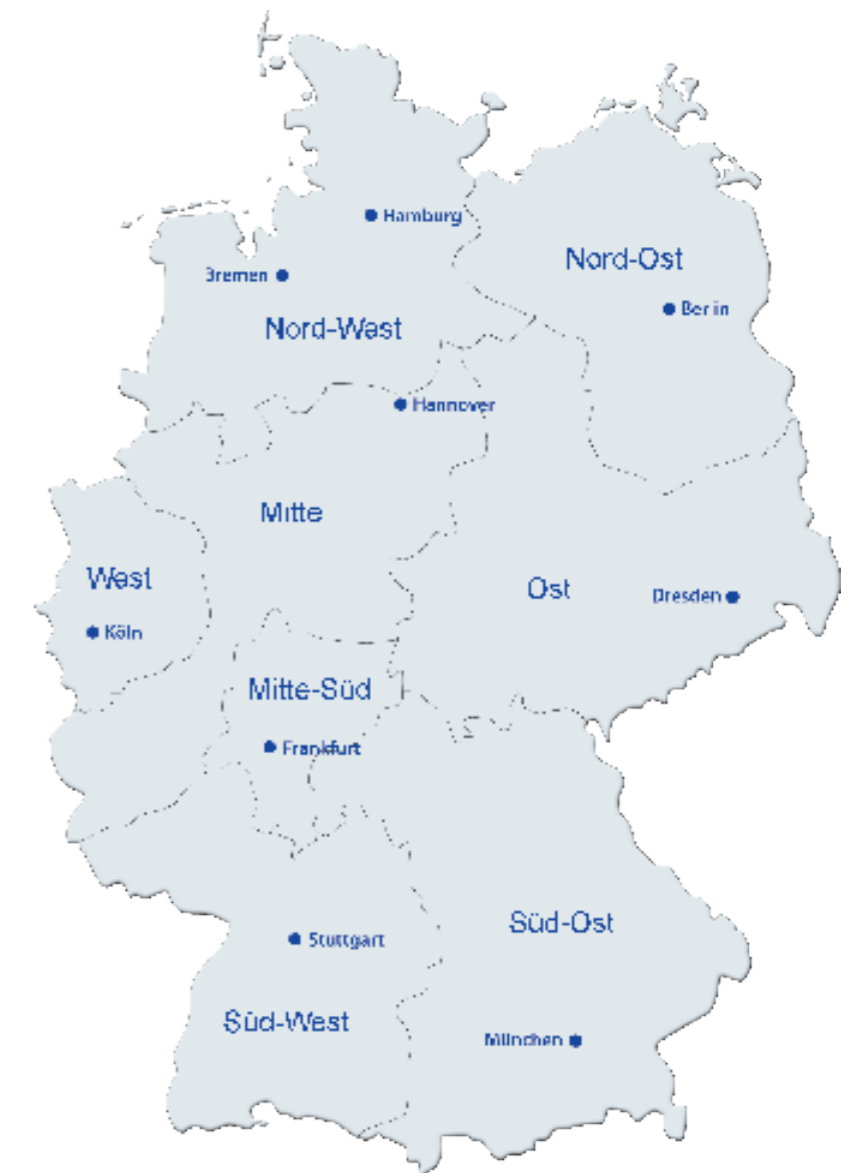 Hamburg
Nord-Ost
Bremen
Berlin
Nord-West
Hannover
Mitte
West
Ost
Dresden
Köln
Mitte-Süd
Frankfurt
Süd-Ost
Stuttgart
Süd-West
München